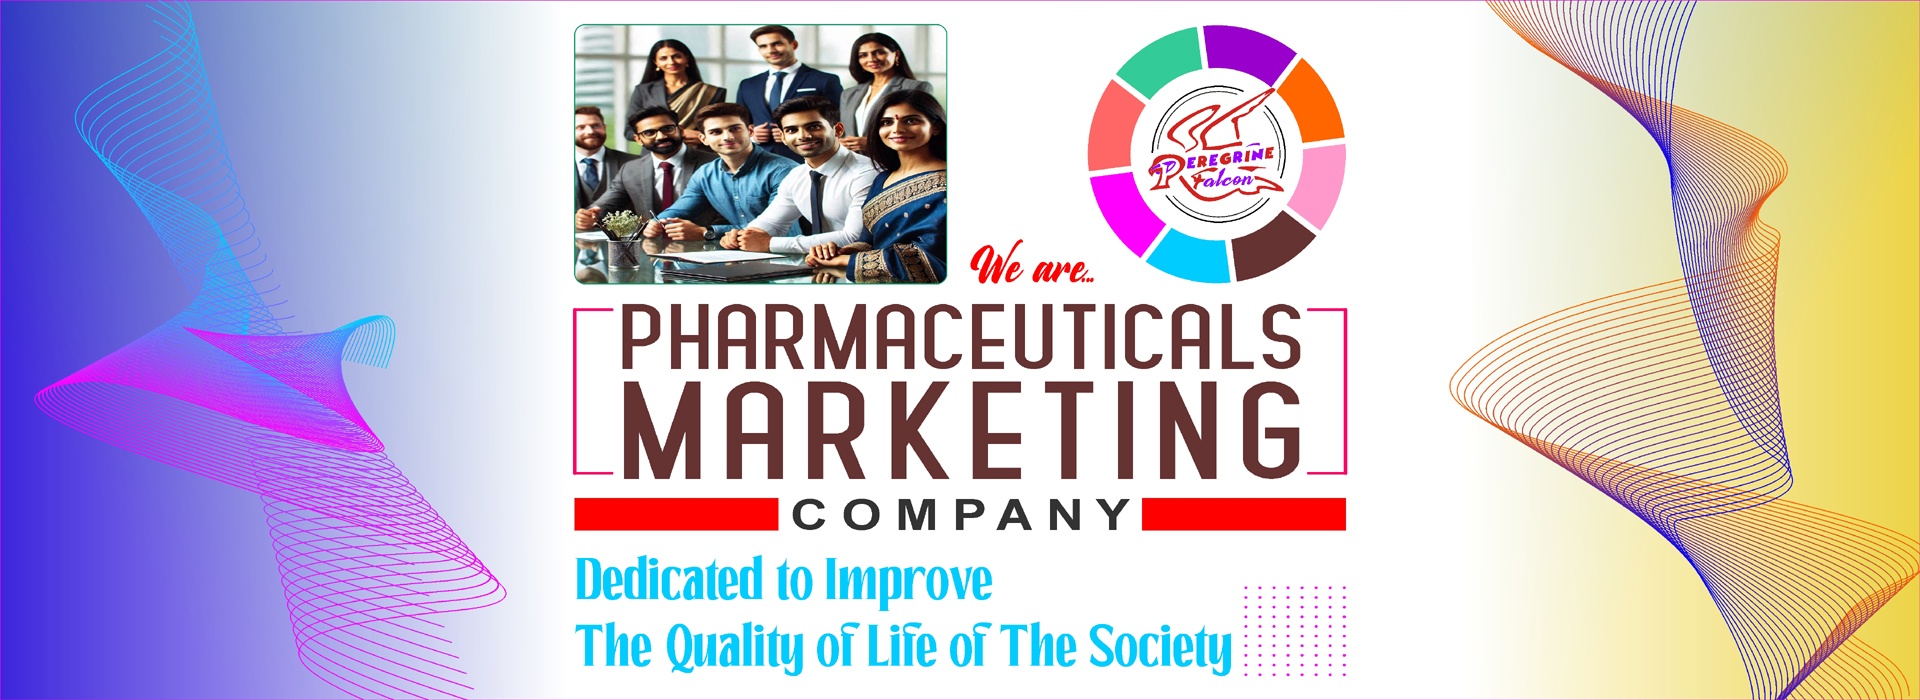 PEREGRINE
Falcon
We are...
PHARMACEUTICALS
MARKETING
COMPANY
Dedicated to Improve
The Quality of Life of The Society